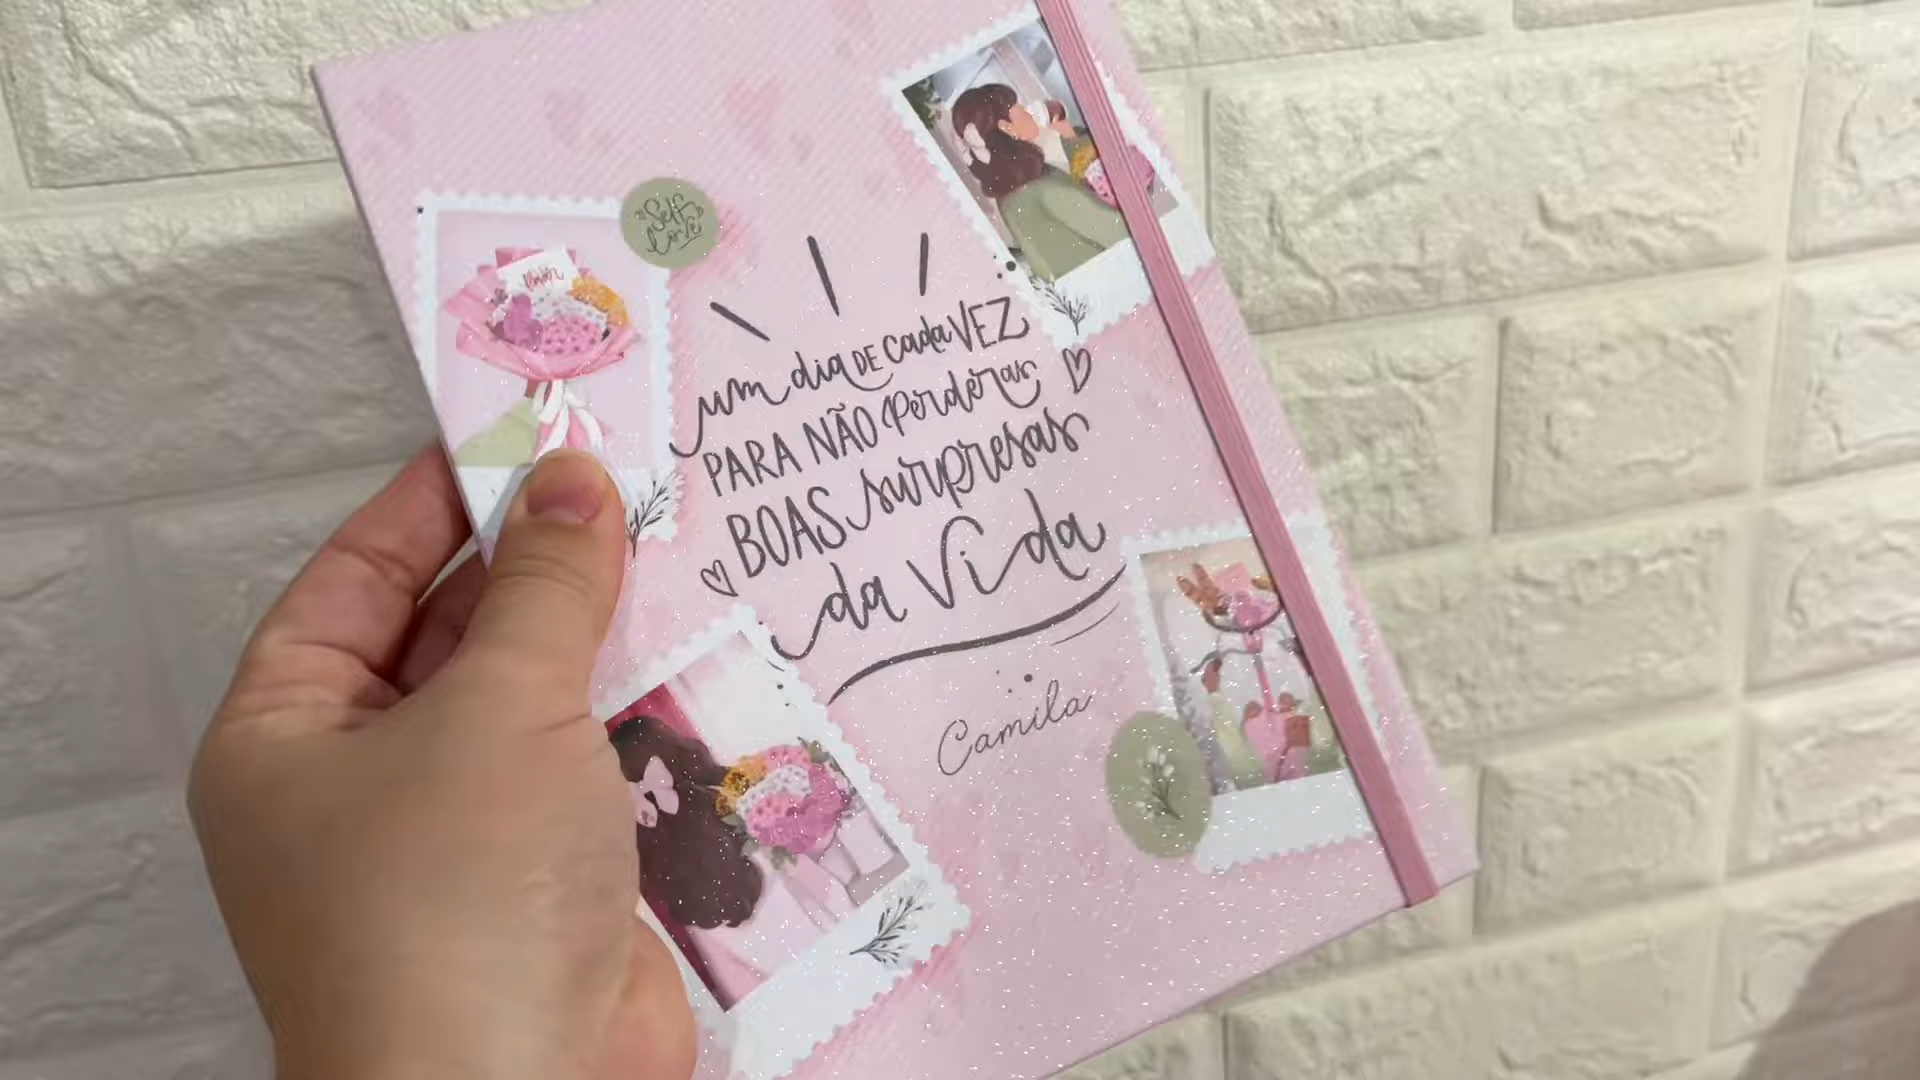 Self
Love
um dia DE cada VEZ
PARA NÃO perder as
BOAS surpresas
da vida
Camila